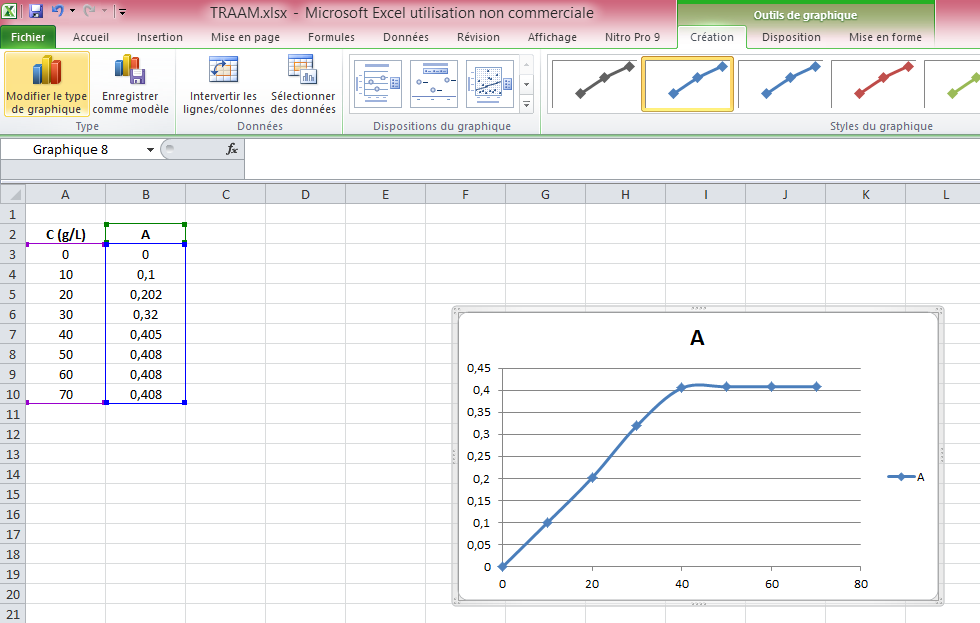 TRAAM.xlsx - Microsoft Excel utilisation non commerciale
Outils de graphique
Fichier Accueil Insertion Mise en page Formules Données Révision Affichage Nitro Pro 9 Création Disposition Mise en forme
Modifier le type de graphique
Enregistrer comme modèle
Intervertir les lignes/colonnes
Sélectionner des données
Type Données Dispositions du graphique Styles du graphique
Graphique 8 fx
A B C D E F G H I J K L
1
2 C (g/L) A
3 0 0
4 10 0,1
5 20 0,202
6 30 0,32
7 40 0,405
8 50 0,408
9 60 0,408
10 70 0,408
11
12
13
14
15
16
17
18
19
20
21
A
0,45
0,4
0,35
0,3
0,25
0,2
0,15
0,1
0,05
0
0 20 40 60 80
A